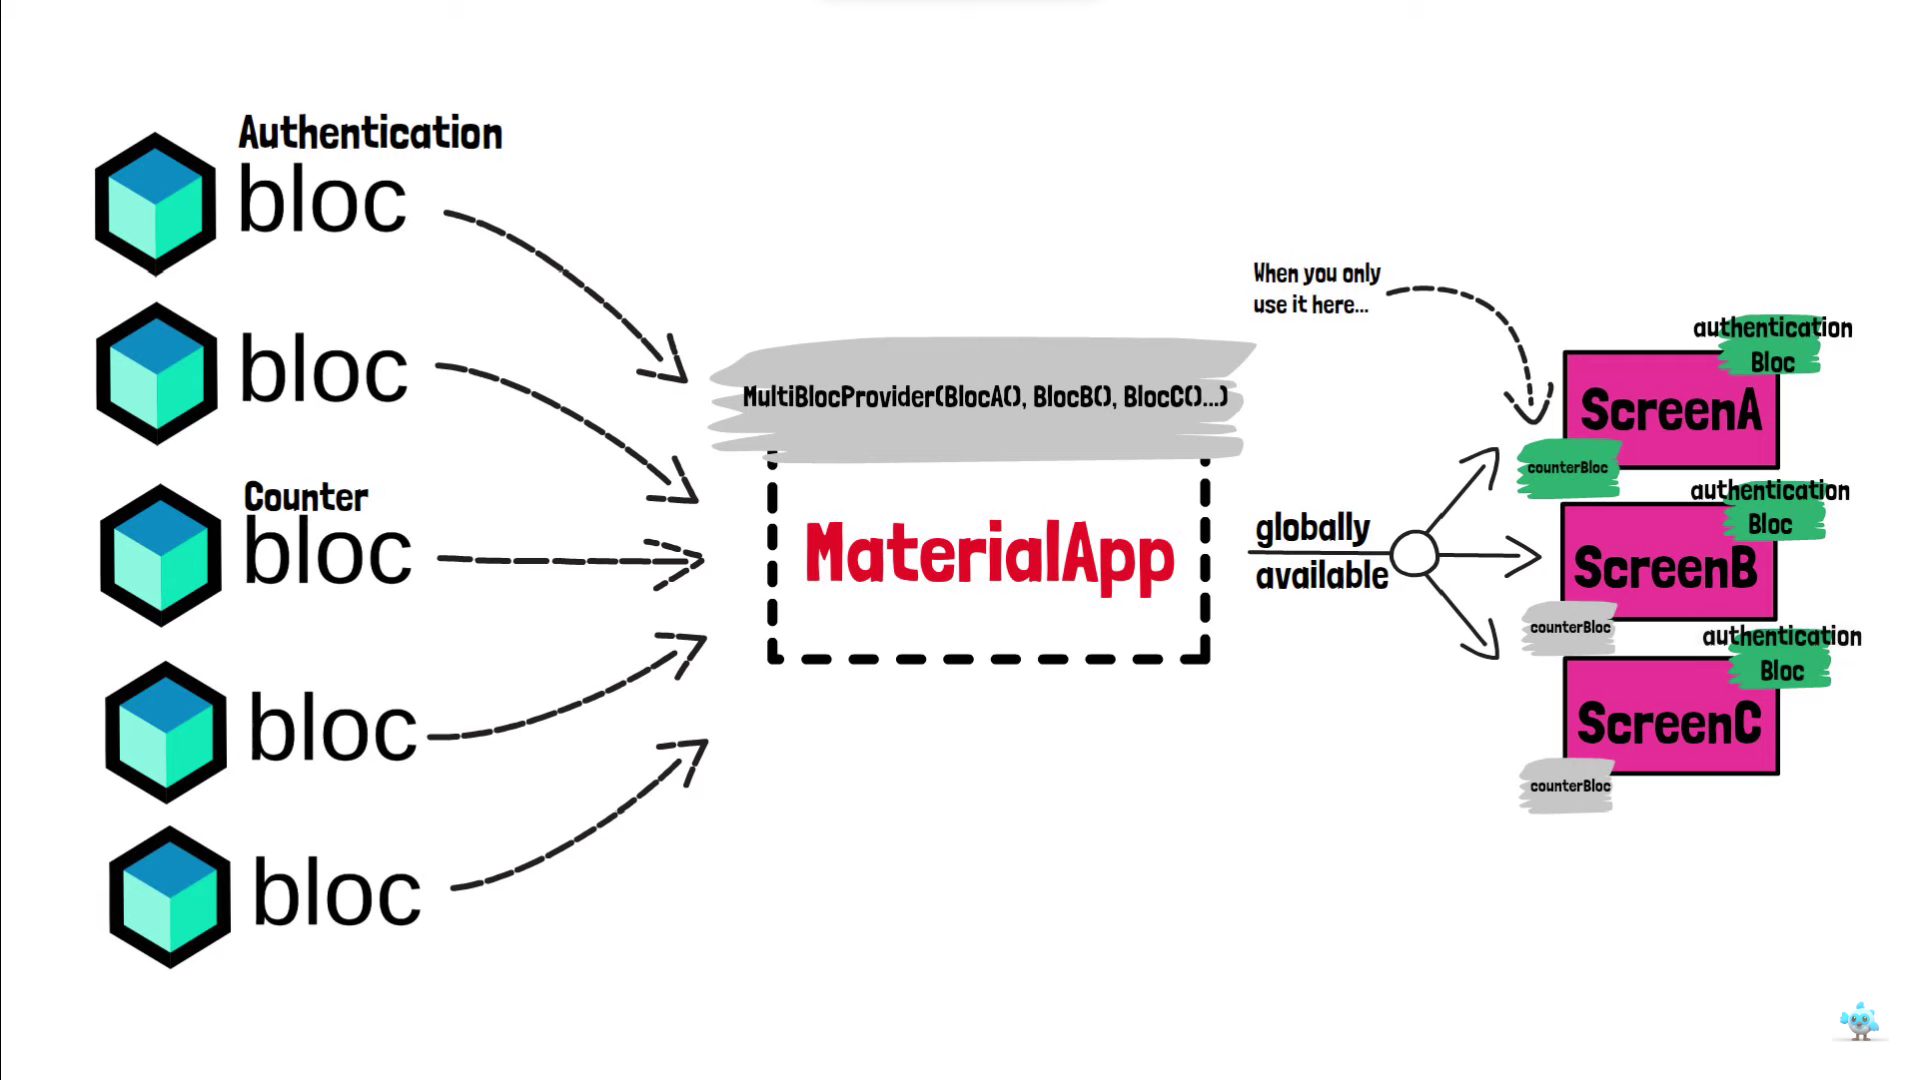 Authentication
bloc
bloc
Counter
bloc
bloc
bloc
MultiBlocProvider(BlocA(), BlocB(), BlocC()...)
MaterialApp
globally
available
When you only
use it here...
authentication
Bloc
ScreenA
counterBloc
authentication
Bloc
ScreenB
counterBloc
authentication
Bloc
ScreenC
counterBloc